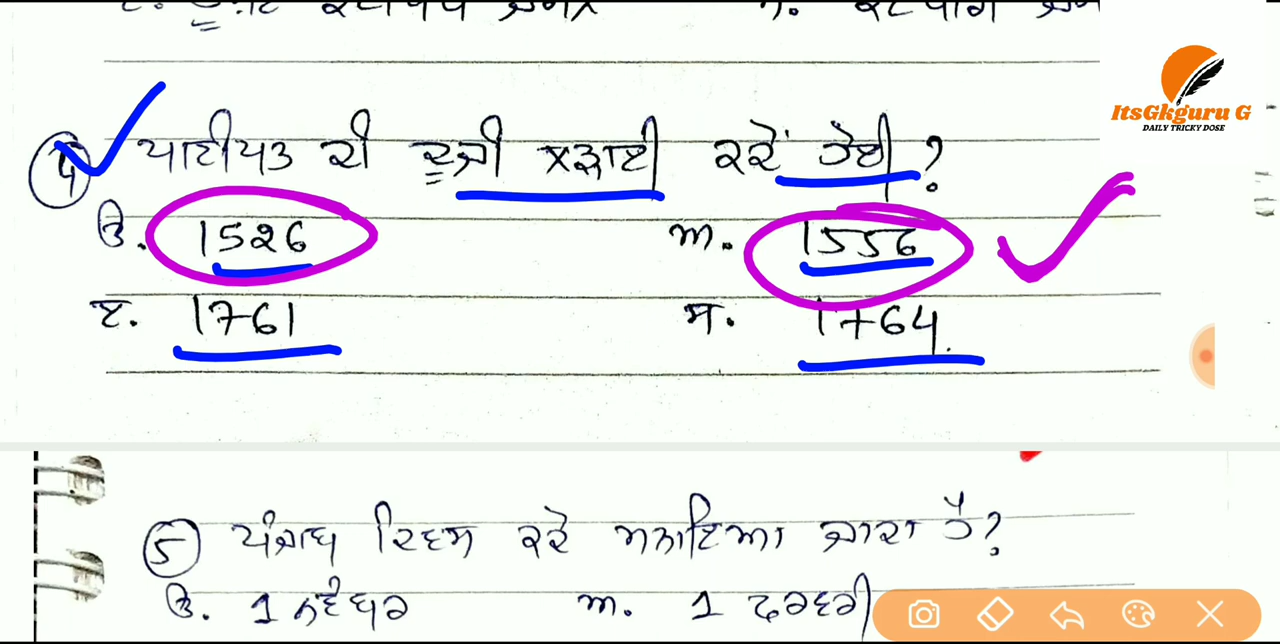 ItsGkguru G
DAILY TRICKY DOSE
4 ਪਾਣੀਪਤ ਦੀ ਦੂਜੀ ਲੜਾਈ ਕਦੋਂ ਹੋਈ ?
ੳ. 1526 ਅ. 1556
ੲ. 1761 ਸ. 1764
5 ਪੰਜਾਬ ਦਿਵਸ ਕਦੋਂ ਮਨਾਇਆ ਜਾਂਦਾ ਹੈ?
ੳ. 1 ਨਵੰਬਰ ਅ. 1 ਫਰਵਰੀ